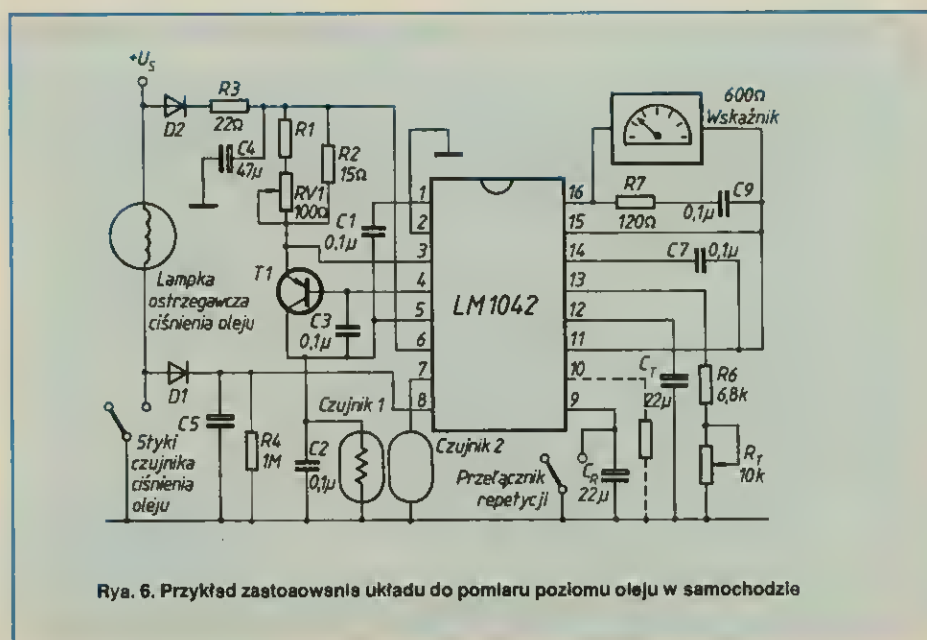 +Us
D2
R3
22Ω
C4
47µ
R1
R2
15Ω
RV1
100Ω
C1
0,1µ
T1
C3
0,1µ
Lampka
ostrzegawcza
ciśnienia oleju
D1
C5
R4
1M
Styki
czujnika
ciśnienia
oleju
C2
0,1µ
Czujnik 1
Czujnik 2
1
2
3
4
5
6
7
8
LM1042
16
15
14
13
12
11
10
9
600Ω
Wskaźnik
R7
120Ω
C9
0,1µ
C7
0,1µ
CT
22µ
R6
6,8k
RT
10k
Przełącznik
repetycji
CR
22µ
Rys. 6. Przykład zastosowania układu do pomiaru poziomu oleju w samochodzie